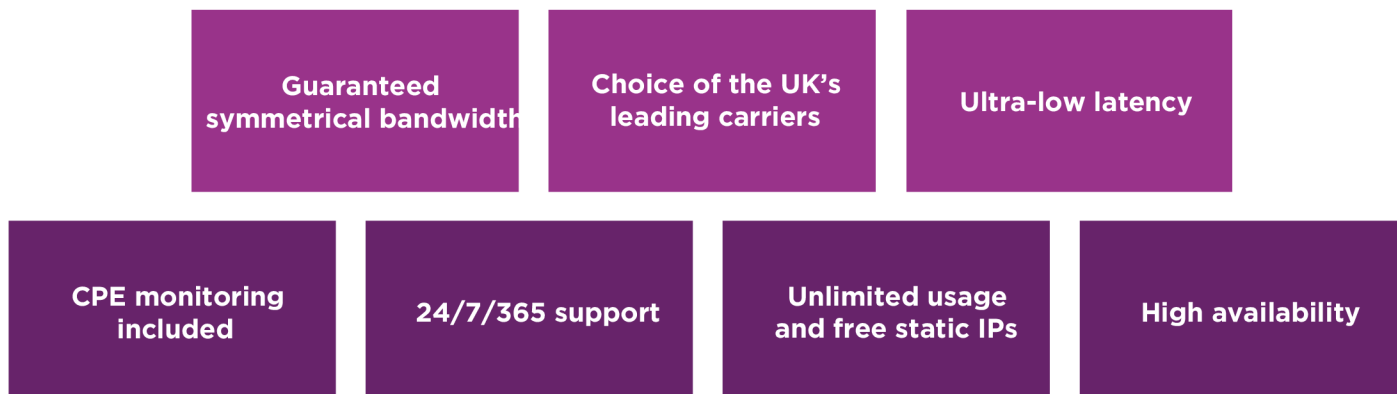 Guaranteed
symmetrical bandwidth
Choice of the UK’s
leading carriers
Ultra-low latency
CPE monitoring
included
24/7/365 support
Unlimited usage
and free static IPs
High availability